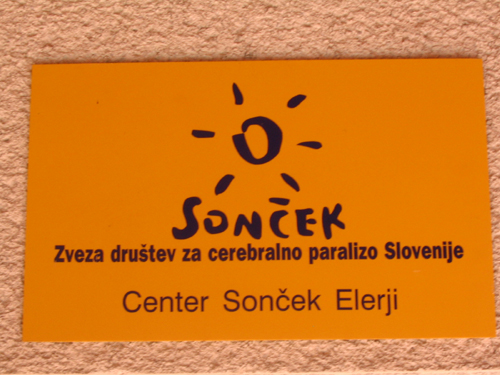 SONČEK
Zveza društev za cerebralno paralizo Slovenije
Center Sonček Elerji